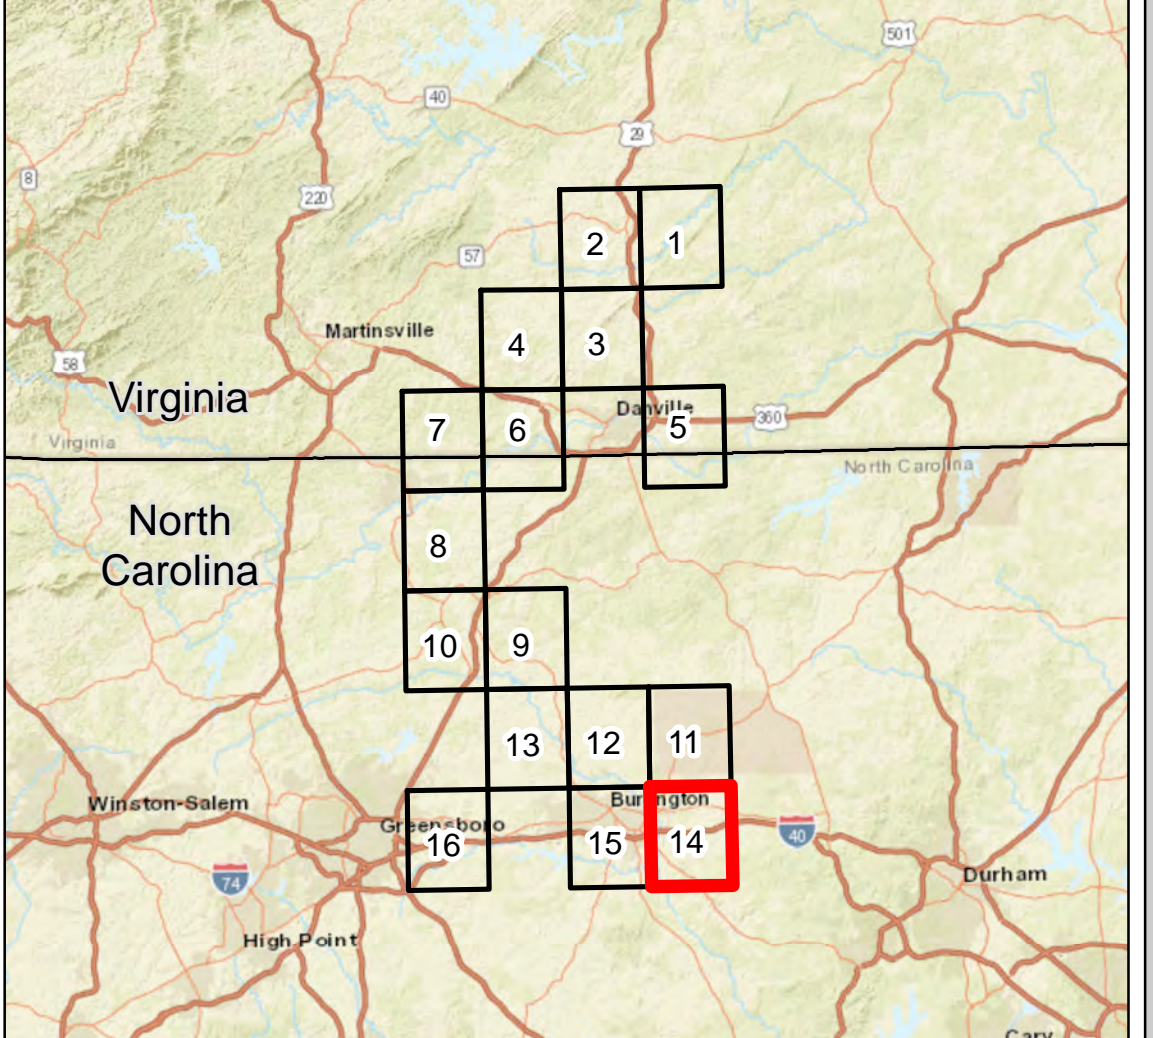 501
40
29
8
220
2
1
57
Martinsville
4
3
58
Virginia
Danville
360
7
6
5
Virginia
North Carolina
North
Carolina
8
10
9
13
12
11
Winston-Salem
Burlington
Greensboro
40
16
15
14
74
Durham
High Point
Cary